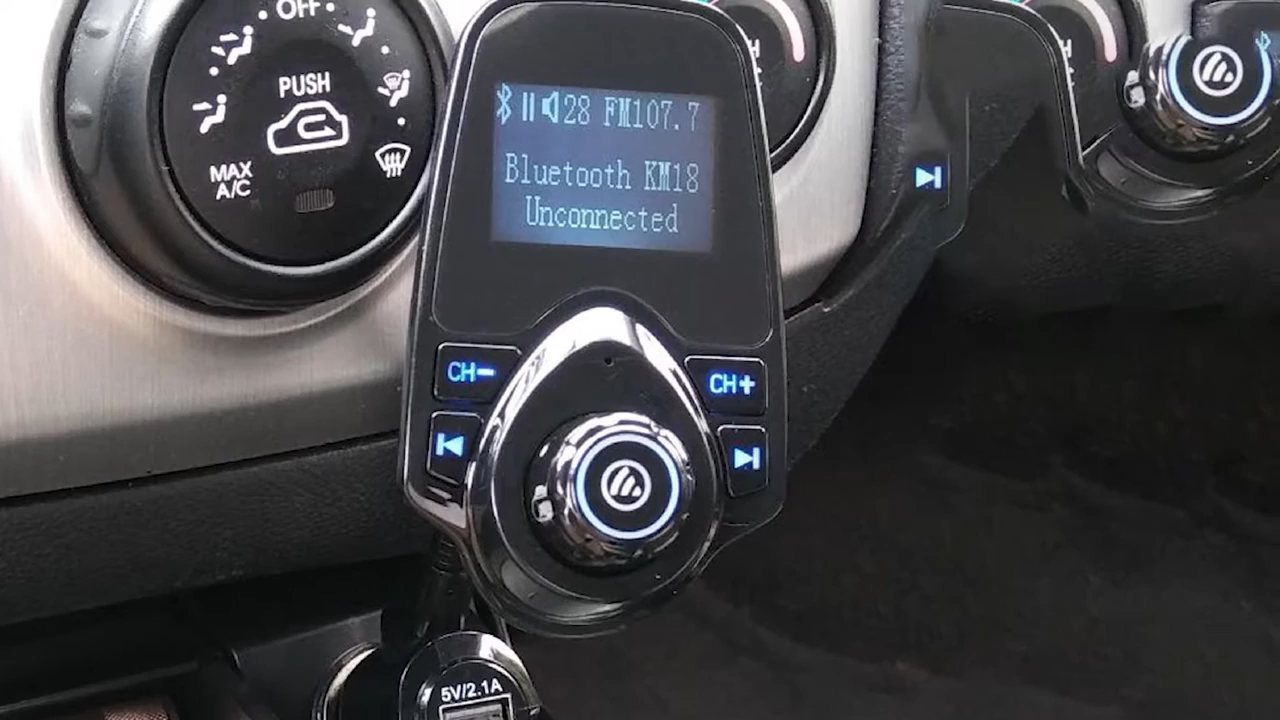 OFF
PUSH
MAX
A/C
28 FM107.7
Bluetooth KM18
Unconnected
CH-
CH+
5V/2.1A